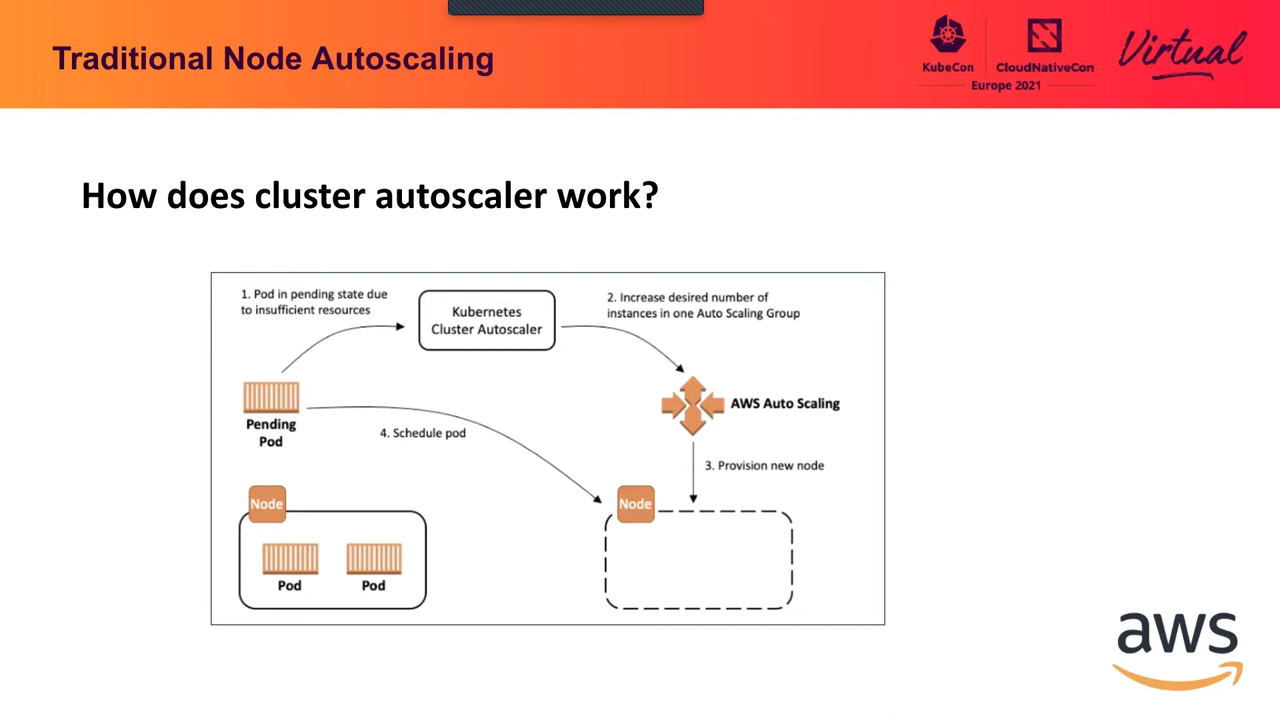 Traditional Node Autoscaling
KubeCon
CloudNativeCon
Europe 2021
Virtual
How does cluster autoscaler work?
1. Pod in pending state due
to insufficient resources
Kubernetes
Cluster Autoscaler
2. Increase desired number of
instances in one Auto Scaling Group
AWS Auto Scaling
Pending
Pod
4. Schedule pod
3. Provision new node
Node
Pod
Pod
Node
aws